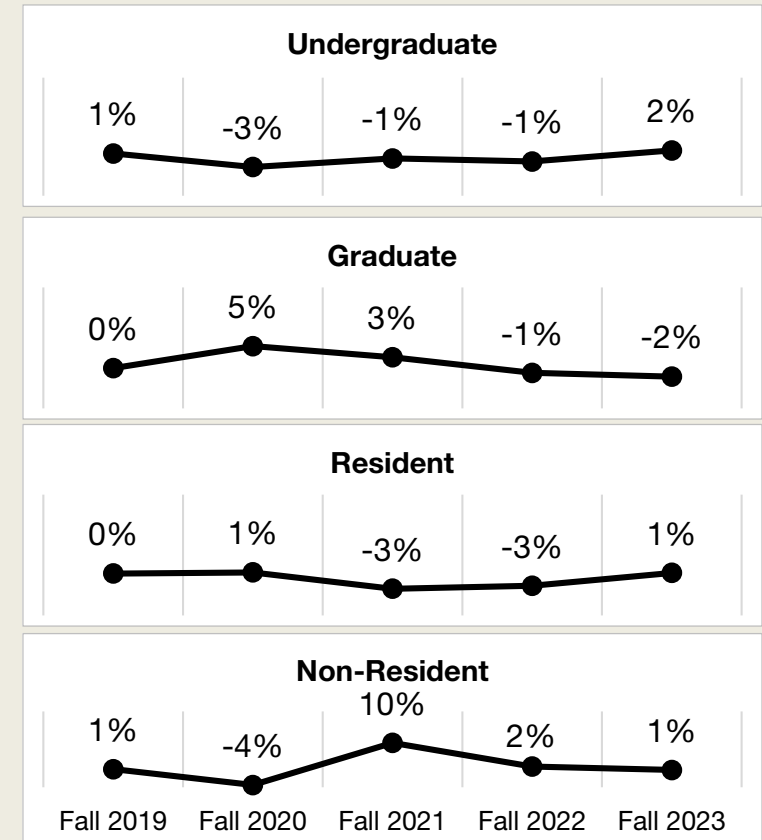 Undergraduate
1% -3% -1% -1% 2%
Graduate
0% 5% 3% -1% -2%
Resident
0% 1% -3% -3% 1%
Non-Resident
1% -4% 10% 2% 1%
Fall 2019 Fall 2020 Fall 2021 Fall 2022 Fall 2023